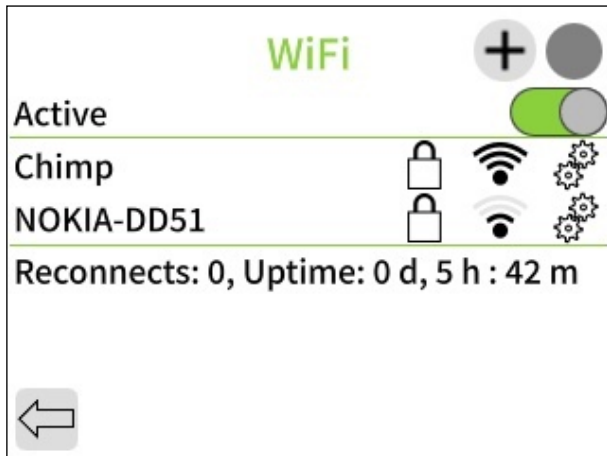 WiFi
Active
Chimp
NOKIA-DD51
Reconnects: 0, Uptime: 0 d, 5 h : 42 m